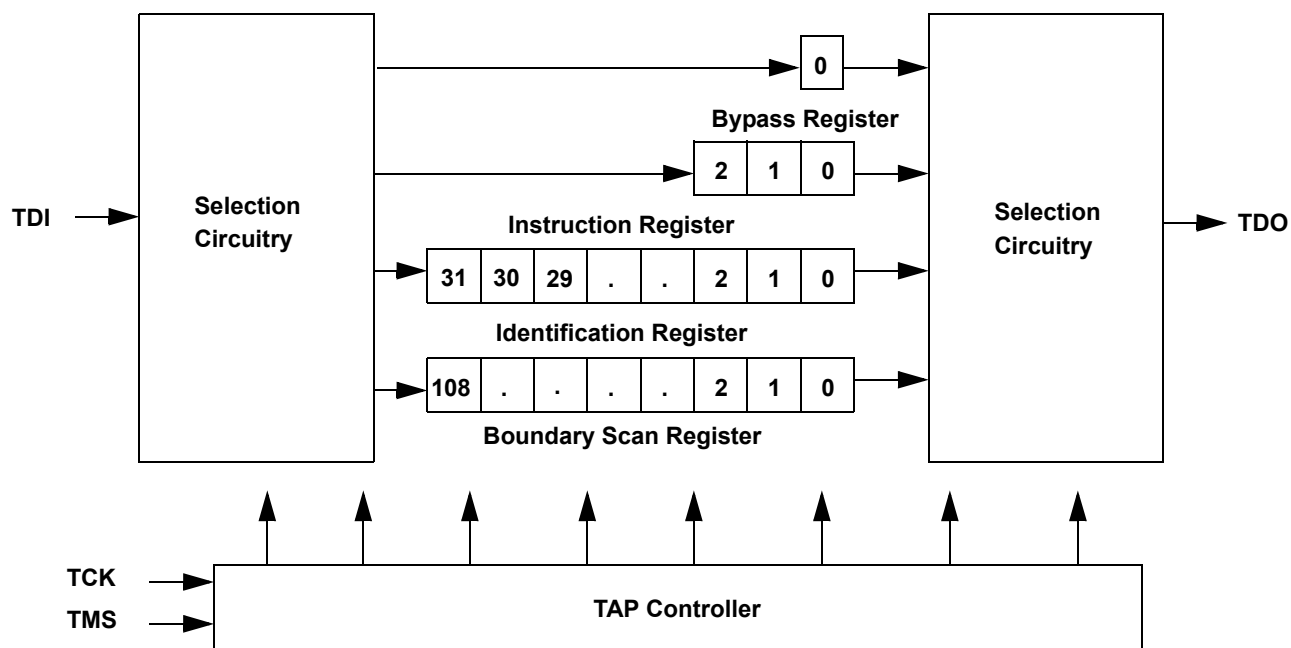 0
Bypass Register
2 1 0
Selection
Circuitry
Selection
Circuitry
TDI
TDO
Instruction Register
31 30 29 . . 2 1 0
Identification Register
108 . . . . 2 1 0
Boundary Scan Register
TCK
TMS
TAP Controller